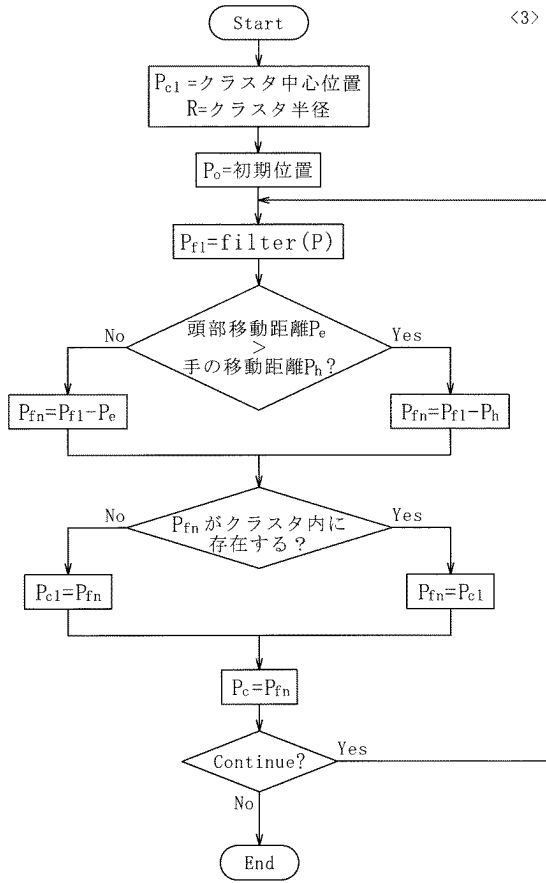 <3>
Start
Pc1=クラスタ中心位置
R=クラスタ半径
Po=初期位置
Pf1=filter(P)
頭部移動距離Pe
>
手の移動距離Ph?
No
Yes
Pfn=Pf1-Pe
Pfn=Pf1-Ph
Pfnがクラスタ内に
存在する?
No
Yes
Pc1=Pfn
Pfn=Pc1
Pc=Pfn
Continue?
Yes
No
End